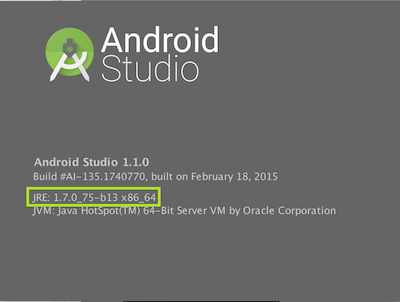 Android
Studio
Android Studio 1.1.0
Build #AI-135.1740770, built on February 18, 2015
JRE: 1.7.0_75-b13 x86_64
JVM: Java HotSpot(TM) 64-Bit Server VM by Oracle Corporation